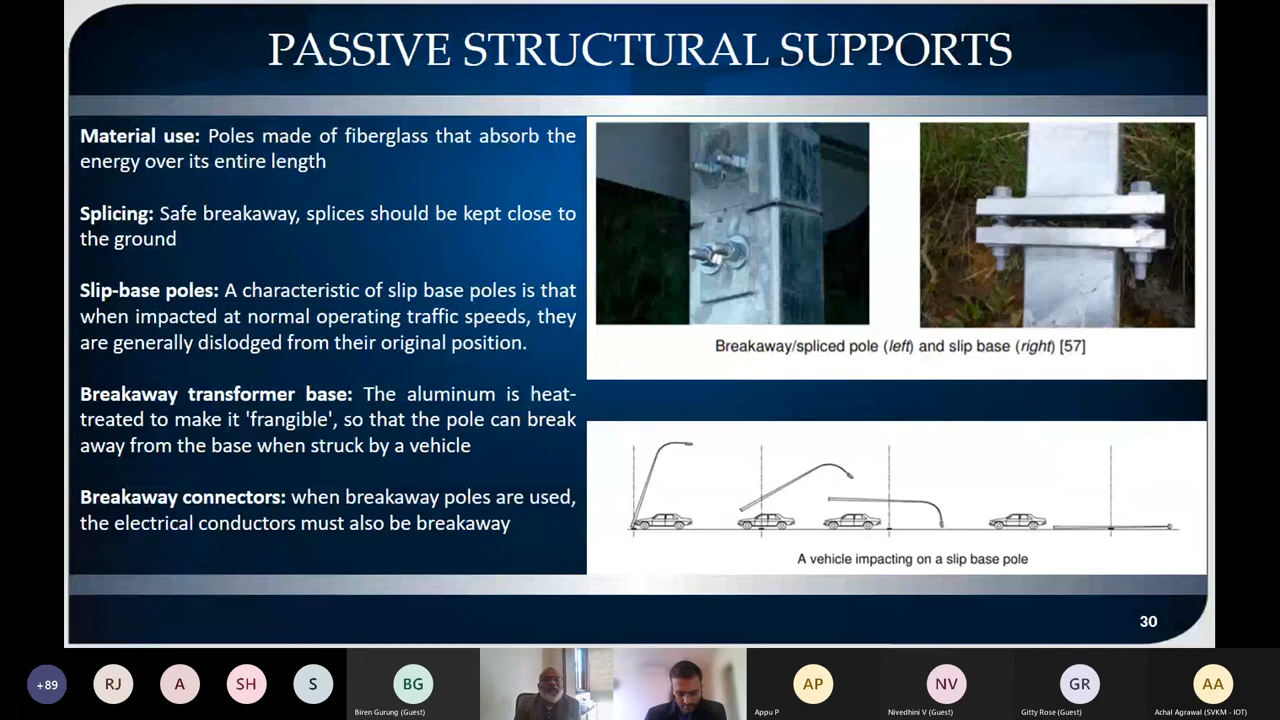 PASSIVE STRUCTURAL SUPPORTS
Material use: Poles made of fiberglass that absorb the
energy over its entire length
Splicing: Safe breakaway, splices should be kept close to
the ground
Slip-base poles: A characteristic of slip base poles is that
when impacted at normal operating traffic speeds, they
are generally dislodged from their original position.
Breakaway transformer base: The aluminum is heat-
treated to make it 'frangible', so that the pole can break
away from the base when struck by a vehicle
Breakaway connectors: when breakaway poles are used,
the electrical conductors must also be breakaway
Breakaway/spliced pole (left) and slip base (right) [57]
A vehicle impacting on a slip base pole
30
+89
RJ
A
SH
S
BG
Biren Gurung (Guest)
AP
Appu P
NV
Nivedhini V (Guest)
GR
Gitty Rose (Guest)
AA
Achal Agrawal (SVKM - IOT)